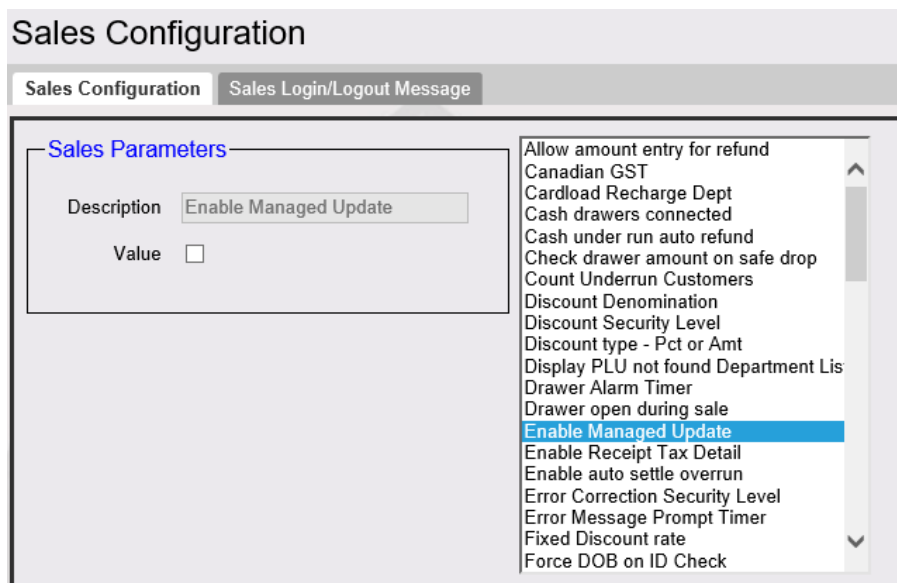 Sales Configuration
Sales Configuration
Sales Login/Logout Message
Sales Parameters
Description
Enable Managed Update
Value
Allow amount entry for refund
Canadian GST
Cardload Recharge Dept
Cash drawers connected
Cash under run auto refund
Check drawer amount on safe drop
Count Underrun Customers
Discount Denomination
Discount Security Level
Discount type - Pct or Amt
Display PLU not found Department Lis
Drawer Alarm Timer
Drawer open during sale
Enable Managed Update
Enable Receipt Tax Detail
Enable auto settle overrun
Error Correction Security Level
Error Message Prompt Timer
Fixed Discount rate
Force DOB on ID Check